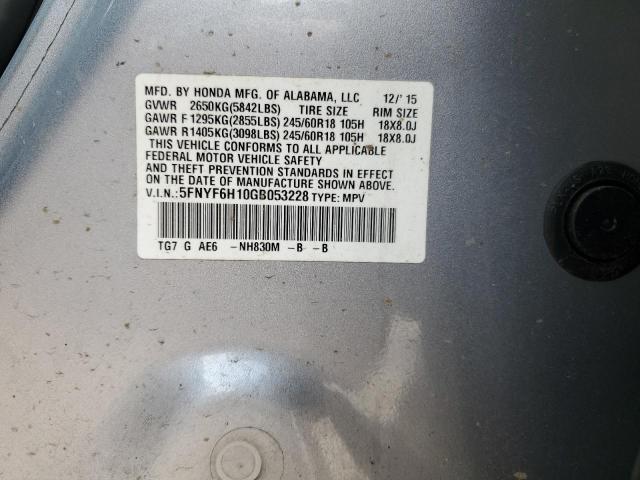 MFD. BY HONDA MFG. OF ALABAMA, LLC 12/'15
GVWR 2650KG(5842LBS) TIRE SIZE RIM SIZE
GAWR F 1295KG(2855LBS) 245/60R18 105H 18X8.0J
GAWR R 1405KG(3098LBS) 245/60R18 105H 18X8.0J
THIS VEHICLE CONFORMS TO ALL APPLICABLE
FEDERAL MOTOR VEHICLE SAFETY
AND THEFT PREVENTION STANDARDS IN EFFECT
ON THE DATE OF MANUFACTURE SHOWN ABOVE.
V.I.N.: 5FNYF6H10GB053228 TYPE: MPV
TG7 G AE6 -NH830M -B -B